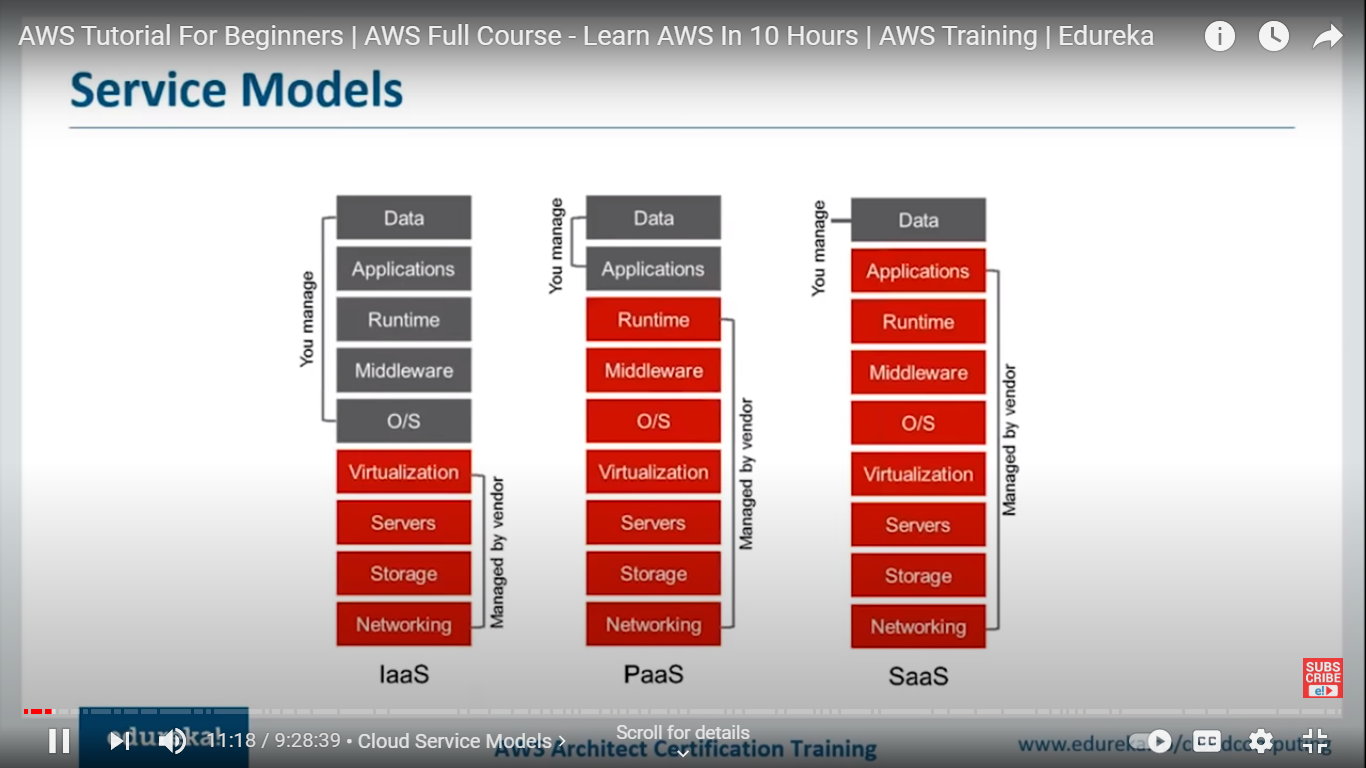 AWS Tutorial For Beginners | AWS Full Course - Learn AWS In 10 Hours | AWS Training | Edureka
Service Models
You manage
Data
Applications
Runtime
Middleware
O/S
Virtualization
Servers
Storage
Networking
Managed by vendor
IaaS
You manage
Data
Applications
Runtime
Middleware
O/S
Virtualization
Servers
Storage
Networking
Managed by vendor
PaaS
You manage
Data
Applications
Runtime
Middleware
O/S
Virtualization
Servers
Storage
Networking
Managed by vendor
SaaS
SUBS
CRIBE
e!
edureka!
11:18 / 9:28:39 • Cloud Service Models >
Scroll for details
AWS Architect Certification Training
CC